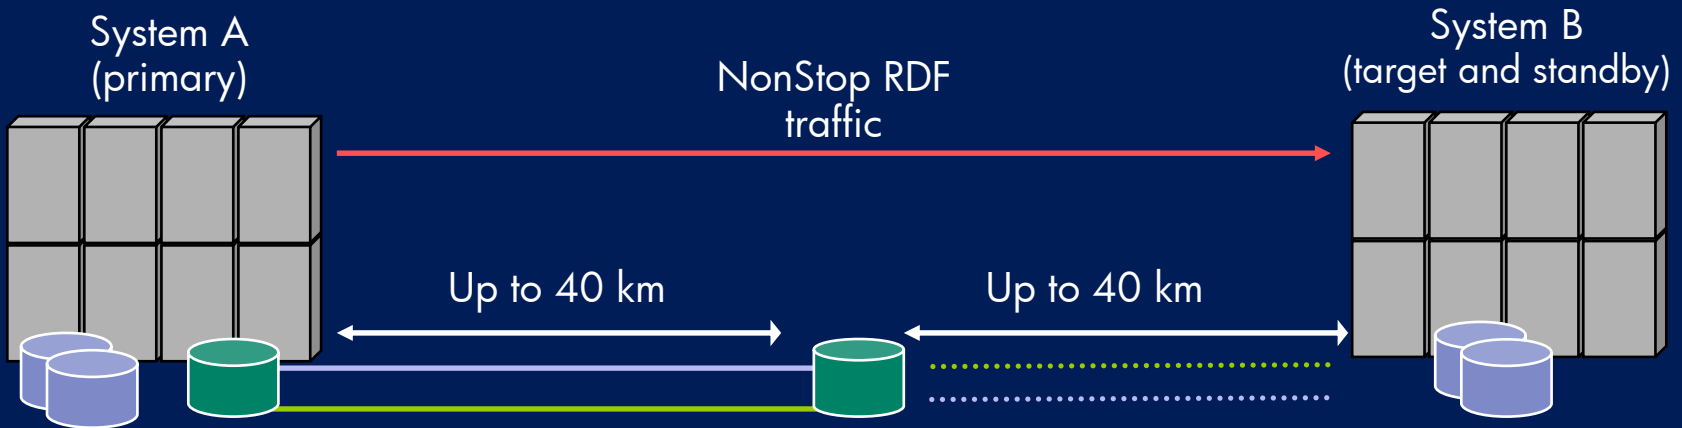 System A
(primary)
NonStop RDF
traffic
System B
(target and standby)
Up to 40 km
Up to 40 km